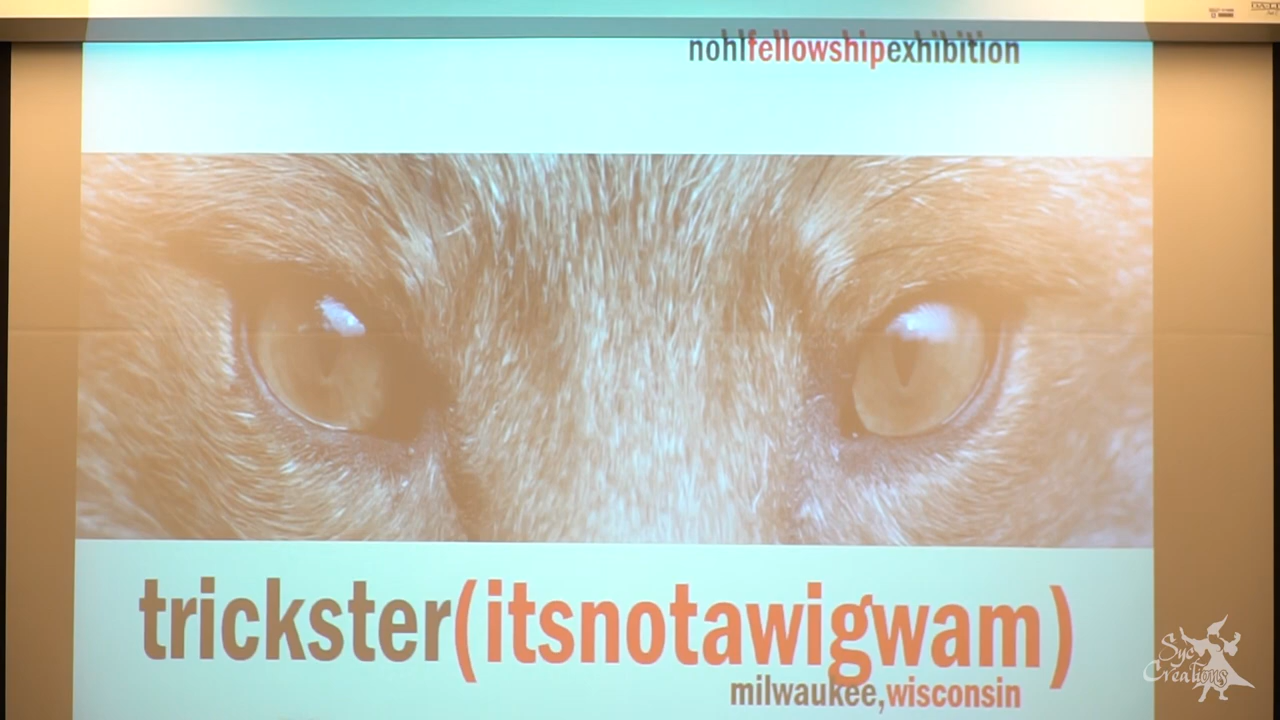 nohlfellowshipexhibition
trickster(itsnotawigwam)
milwaukee,wisconsin
Syc
Creations